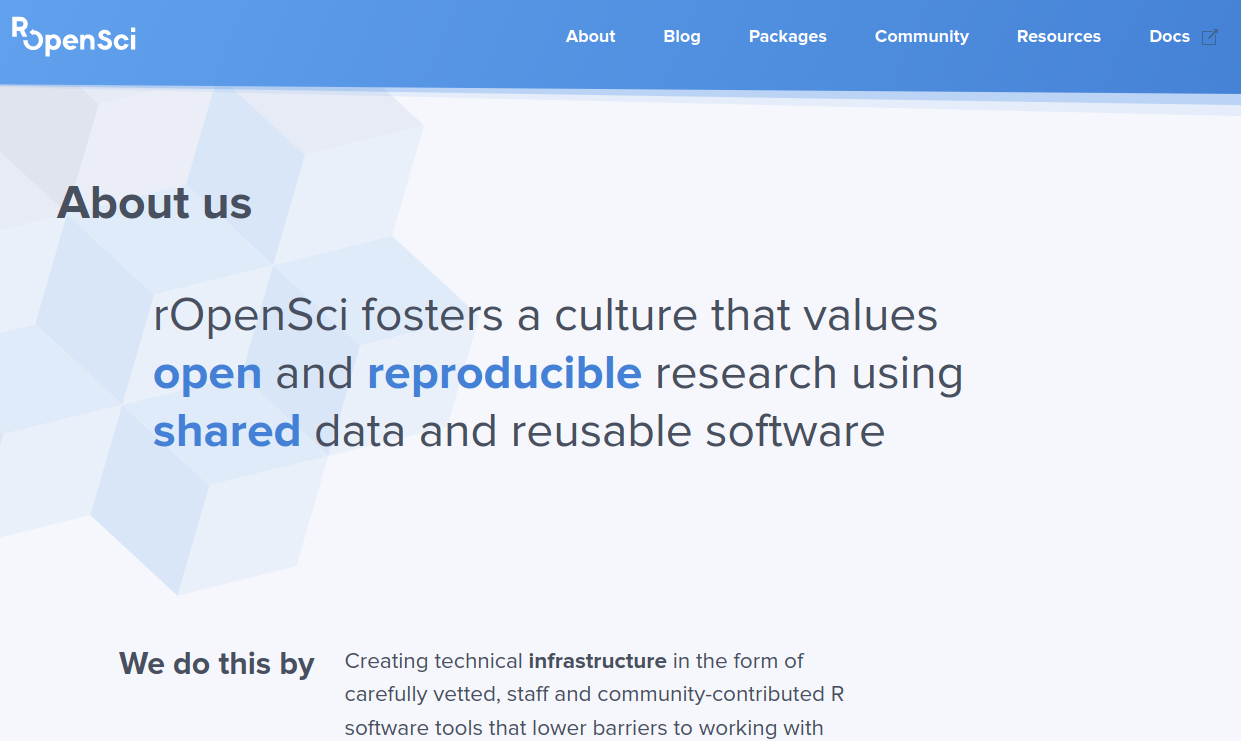 ROpenSci
About Blog Packages Community Resources Docs
About us
rOpenSci fosters a culture that values
open and reproducible research using
shared data and reusable software
We do this by
Creating technical infrastructure in the form of
carefully vetted, staff and community-contributed R
software tools that lower barriers to working with